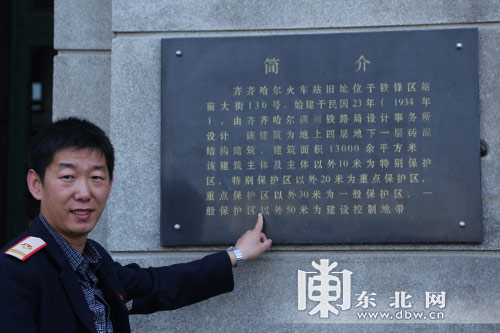 简 介
齐齐哈尔火车站旧址位于铁锋区站
前大街130号，始建于民国23年（1934年
），由齐齐哈尔满州铁路局设计事务所
设计。该建筑为地上四层地下一层砖混
结构建筑，建筑面积13000余平方米
该建筑主体及主体以外10米为特别保护
区，特别保护区以外20米为重点保护区，
重点保护区以外30米为一般保护区，一
般保护区以外50米为建设控制地带
东北网
www.dbw.cn